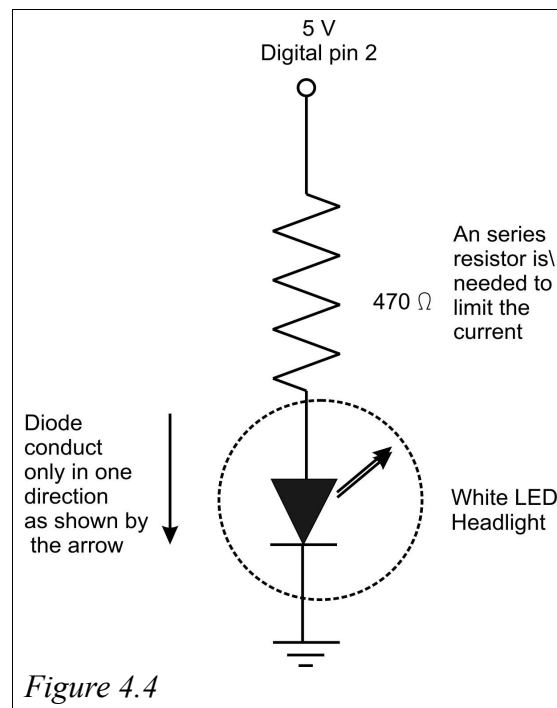 5 V
Digital pin 2
An series
resistor is\
needed to
limit the
current
470 Ω
Diode
conduct
only in one
direction
as shown by
the arrow
White LED
Headlight
Figure 4.4